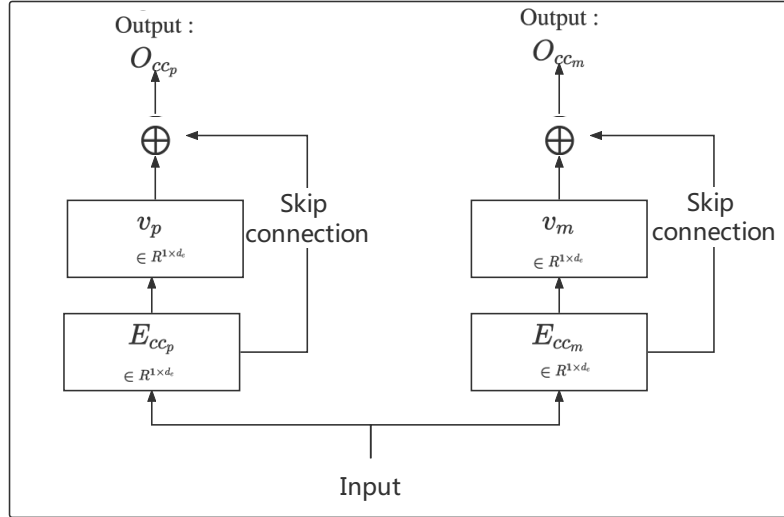 Output :
O_{cc_p}
⊕
v_p
∈ R^{1×d_e}
Skip
connection
E_{cc_p}
∈ R^{1×d_e}
Output :
O_{cc_m}
⊕
v_m
∈ R^{1×d_e}
Skip
connection
E_{cc_m}
∈ R^{1×d_e}
Input